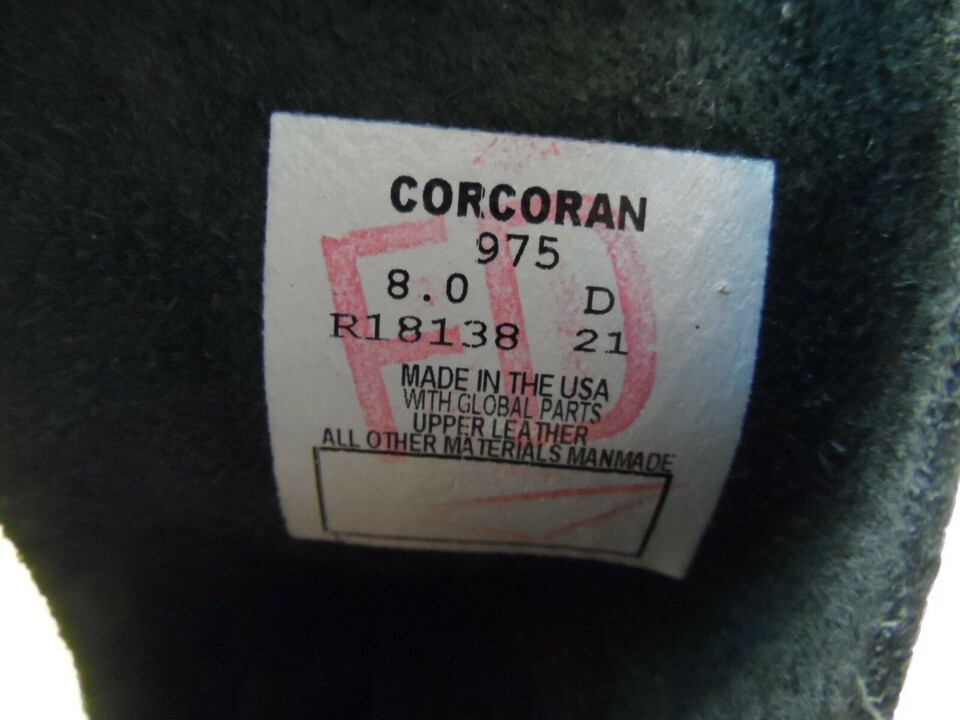 CORCORAN
975
8.0 D
R18138 21
MADE IN THE USA
WITH GLOBAL PARTS
UPPER LEATHER
ALL OTHER MATERIALS MANMADE
FD